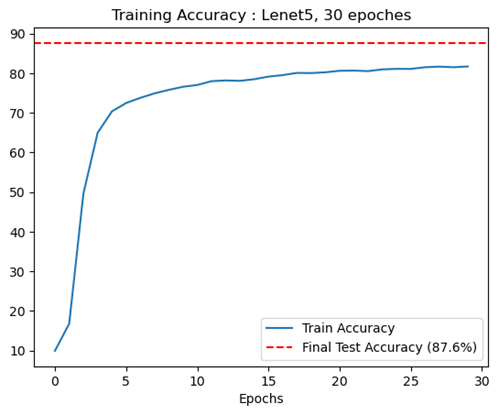 Training Accuracy : Lenet5, 30 epoches
90
80
70
60
50
40
30
20
10
Train Accuracy
Final Test Accuracy (87.6%)
0 5 10 15 20 25 30
Epochs